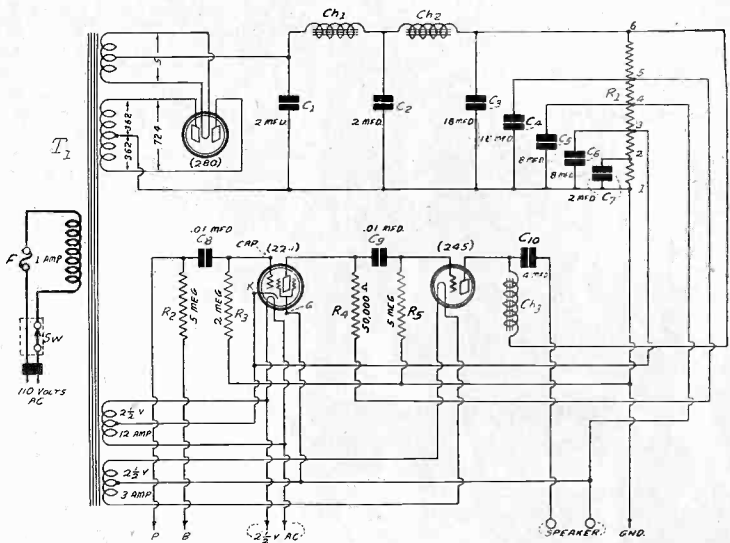 Ch1
Ch2
6
5
C1
2 MFD
C2
2 MFD.
C3
18 MFD
C4
C5
8 MFD
C6
8 MFD
2 MFD
C7
R1
5
4
3
2
1
T1
362-362
724
(280)
F
1 AMP
SW
110 VOLTS
AC
.01 MFD
C8
CAP.
K
G
R2
.5 MEG
R3
2 MEG
.01 MFD.
C9
(245)
R4
50,000 Ω
R5
.5 MEG
C10
4 MFD
Ch3
2½ V
12 AMP
2½ V
3 AMP
P
B
2½ V AC
SPEAKER
GND.